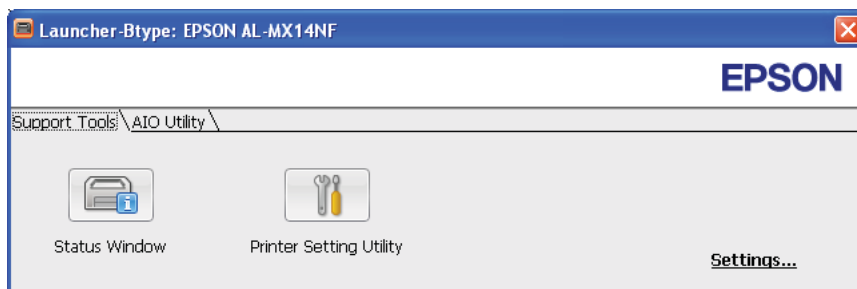 Launcher-Btype: EPSON AL-MX14NF
EPSON
Support Tools AIO Utility
Status Window Printer Setting Utility
Settings...